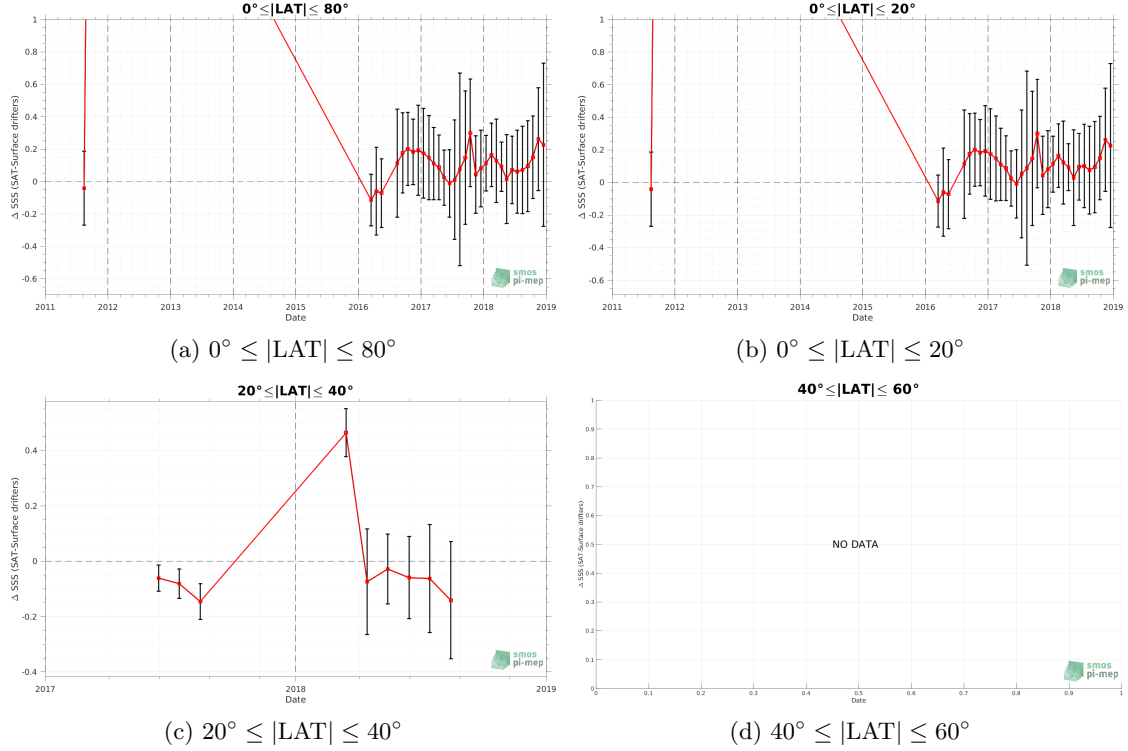 0°≤|LAT|≤ 80°
Δ SSS (SAT-Surface drifters)
1
0.8
0.6
0.4
0.2
0
-0.2
-0.4
-0.6
2011 2012 2013 2014 2015 2016 2017 2018 2019
Date
smos
pi-mep
(a) 0° ≤ |LAT| ≤ 80°
0°≤|LAT|≤ 20°
Δ SSS (SAT-Surface drifters)
1
0.8
0.6
0.4
0.2
0
-0.2
-0.4
-0.6
2011 2012 2013 2014 2015 2016 2017 2018 2019
Date
smos
pi-mep
(b) 0° ≤ |LAT| ≤ 20°
20°≤|LAT|≤ 40°
Δ SSS (SAT-Surface drifters)
0.4
0.2
0
-0.2
-0.4
2017 2018 2019
Date
smos
pi-mep
(c) 20° ≤ |LAT| ≤ 40°
40°≤|LAT|≤ 60°
Δ SSS (SAT-Surface drifters)
1
0.9
0.8
0.7
0.6
0.5
0.4
0.3
0.2
0.1
0
NO DATA
0 0.1 0.2 0.3 0.4 0.5 0.6 0.7 0.8 0.9 1
Date
smos
pi-mep
(d) 40° ≤ |LAT| ≤ 60°